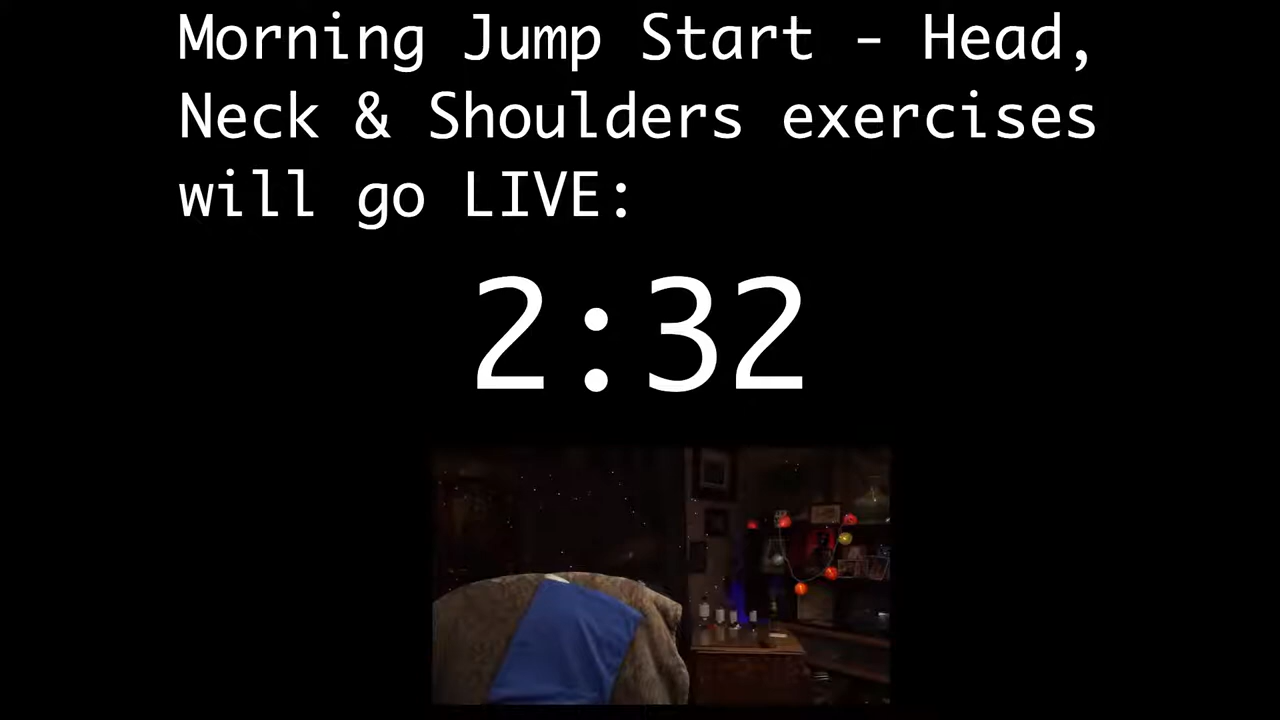 Morning Jump Start - Head,
Neck & Shoulders exercises
will go LIVE:
2:32